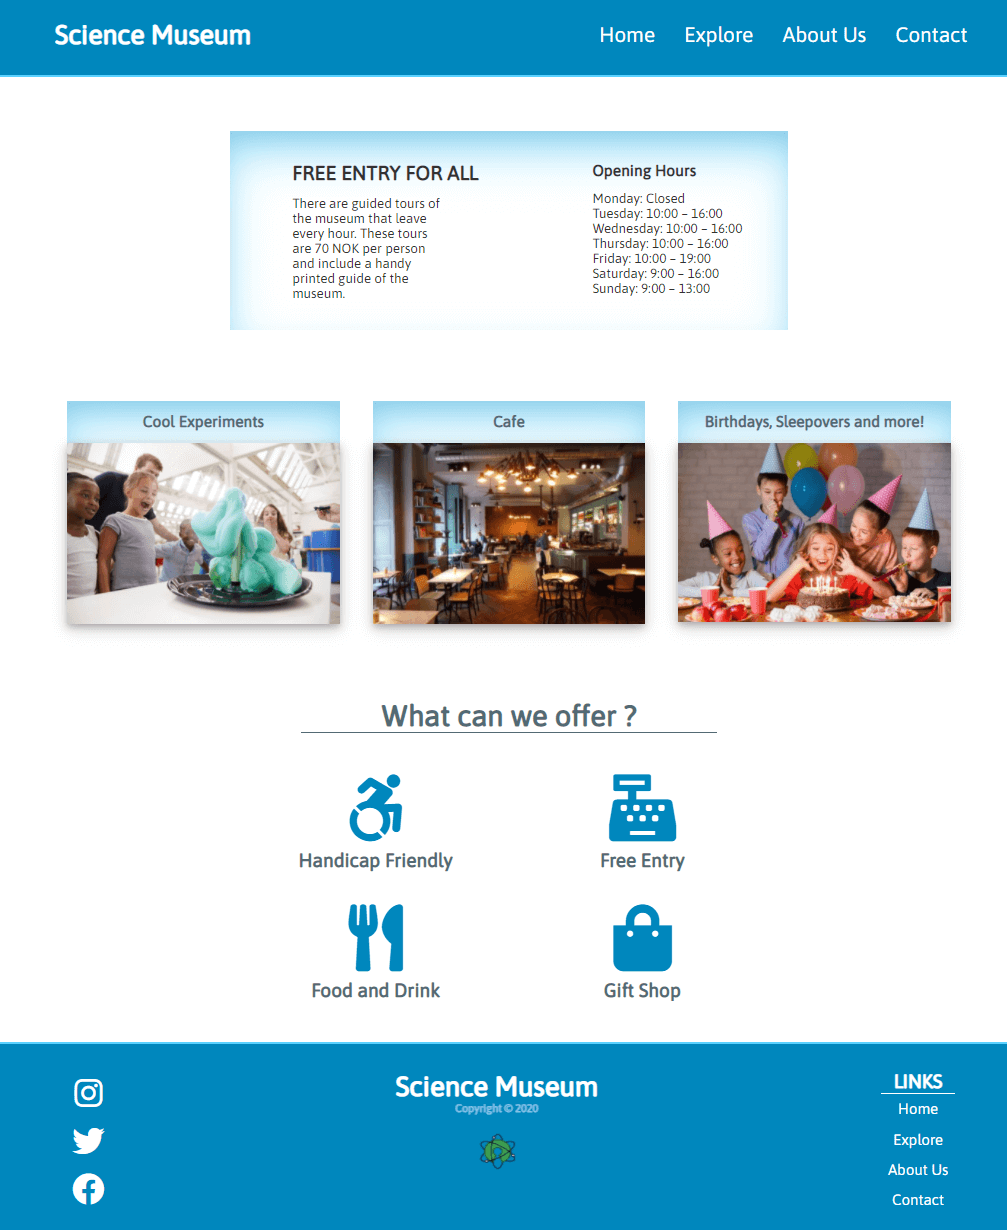 Science Museum
Home Explore About Us Contact
FREE ENTRY FOR ALL
There are guided tours of
the museum that leave
every hour. These tours
are 70 NOK per person
and include a handy
printed guide of the
museum.
Opening Hours
Monday: Closed
Tuesday: 10:00 – 16:00
Wednesday: 10:00 – 16:00
Thursday: 10:00 – 16:00
Friday: 10:00 – 19:00
Saturday: 9:00 – 16:00
Sunday: 9:00 – 13:00
Cool Experiments
Cafe
Birthdays, Sleepovers and more!
What can we offer ?
Handicap Friendly
Free Entry
Food and Drink
Gift Shop
Science Museum
Copyright © 2020
LINKS
Home
Explore
About Us
Contact